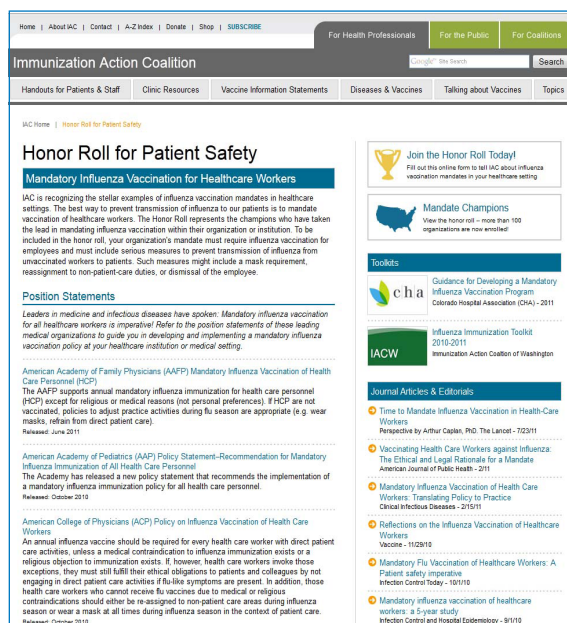 Home | About IAC | Contact | A-Z Index | Donate | Shop | SUBSCRIBE
For Health Professionals
For the Public
For Coalitions
Immunization Action Coalition
Google Site Search
Search
Handouts for Patients & Staff
Clinic Resources
Vaccine Information Statements
Diseases & Vaccines
Talking about Vaccines
Topics
IAC Home | Honor Roll for Patient Safety
Honor Roll for Patient Safety
Mandatory Influenza Vaccination for Healthcare Workers
IAC is recognizing the stellar examples of influenza vaccination mandates in healthcare
settings. The best way to prevent transmission of influenza to our patients is to mandate
vaccination of healthcare workers. The Honor Roll represents the champions who have taken
the lead in mandating influenza vaccination within their organization or institution. To be
included in the honor roll, your organization's mandate must require influenza vaccination for
employees and must include serious measures to prevent transmission of influenza from
unvaccinated workers to patients. Such measures might include a mask requirement,
reassignment to non-patient-care duties, or dismissal of the employee.
Position Statements
Leaders in medicine and infectious diseases have spoken: Mandatory influenza vaccination
for all healthcare workers is imperative! Refer to the position statements of these leading
medical organizations to guide you in developing and implementing a mandatory influenza
vaccination policy at your healthcare institution or medical setting.
American Academy of Family Physicians (AAFP) Mandatory Influenza Vaccination of Health
Care Personnel (HCP)
The AAFP supports annual mandatory influenza immunization for health care personnel
(HCP) except for religious or medical reasons (not personal preferences). If HCP are not
vaccinated, policies to adjust practice activities during flu season are appropriate (e.g. wear
masks, refrain from direct patient care).
Released: June 2011
American Academy of Pediatrics (AAP) Policy Statement–Recommendation for Mandatory
Influenza Immunization of All Health Care Personnel
The Academy has released a new policy statement that recommends the implementation of
a mandatory influenza immunization policy for all health care personnel.
Released: October 2010
American College of Physicians (ACP) Policy on Influenza Vaccination of Health Care
Workers
An annual influenza vaccine should be required for every health care worker with direct patient
care activities, unless a medical contraindication to influenza immunization exists or a
religious objection to immunization exists. If, however, health care workers invoke those
exceptions, they must still fulfill their ethical obligations to patients and colleagues by not
engaging in direct patient care activities if flu-like symptoms are present. In addition, those
health care workers who cannot receive flu vaccines due to medical or religious
contraindications should either be re-assigned to non-patient care areas during influenza
season or wear a mask at all times during influenza season in the context of patient care.
Released: October 2010
Join the Honor Roll Today!
Fill out this online form to tell IAC about influenza
vaccination mandates in your healthcare setting
Mandate Champions
View the honor roll – more than 100
organizations are now enrolled!
Toolkits
cha
Guidance for Developing a Mandatory
Influenza Vaccination Program
Colorado Hospital Association (CHA) - 2011
IACW
Influenza Immunization Toolkit
2010-2011
Immunization Action Coalition of Washington
Journal Articles & Editorials
Time to Mandate Influenza Vaccination in Health-Care
Workers
Perspective by Arthur Caplan, PhD. The Lancet - 7/23/11
Vaccinating Health Care Workers against Influenza:
The Ethical and Legal Rationale for a Mandate
American Journal of Public Health - 2/11
Mandatory Influenza Vaccination of Health Care
Workers: Translating Policy to Practice
Clinical Infectious Diseases - 2/15/11
Reflections on the Influenza Vaccination of Healthcare
Workers
Vaccine - 11/29/10
Mandatory Flu Vaccination of Healthcare Workers: A
Patient safety imperative
Infection Control Today - 10/1/10
Mandatory influenza vaccination of healthcare
workers: a 5-year study
Infection Control and Hospital Epidemiology - 9/1/10